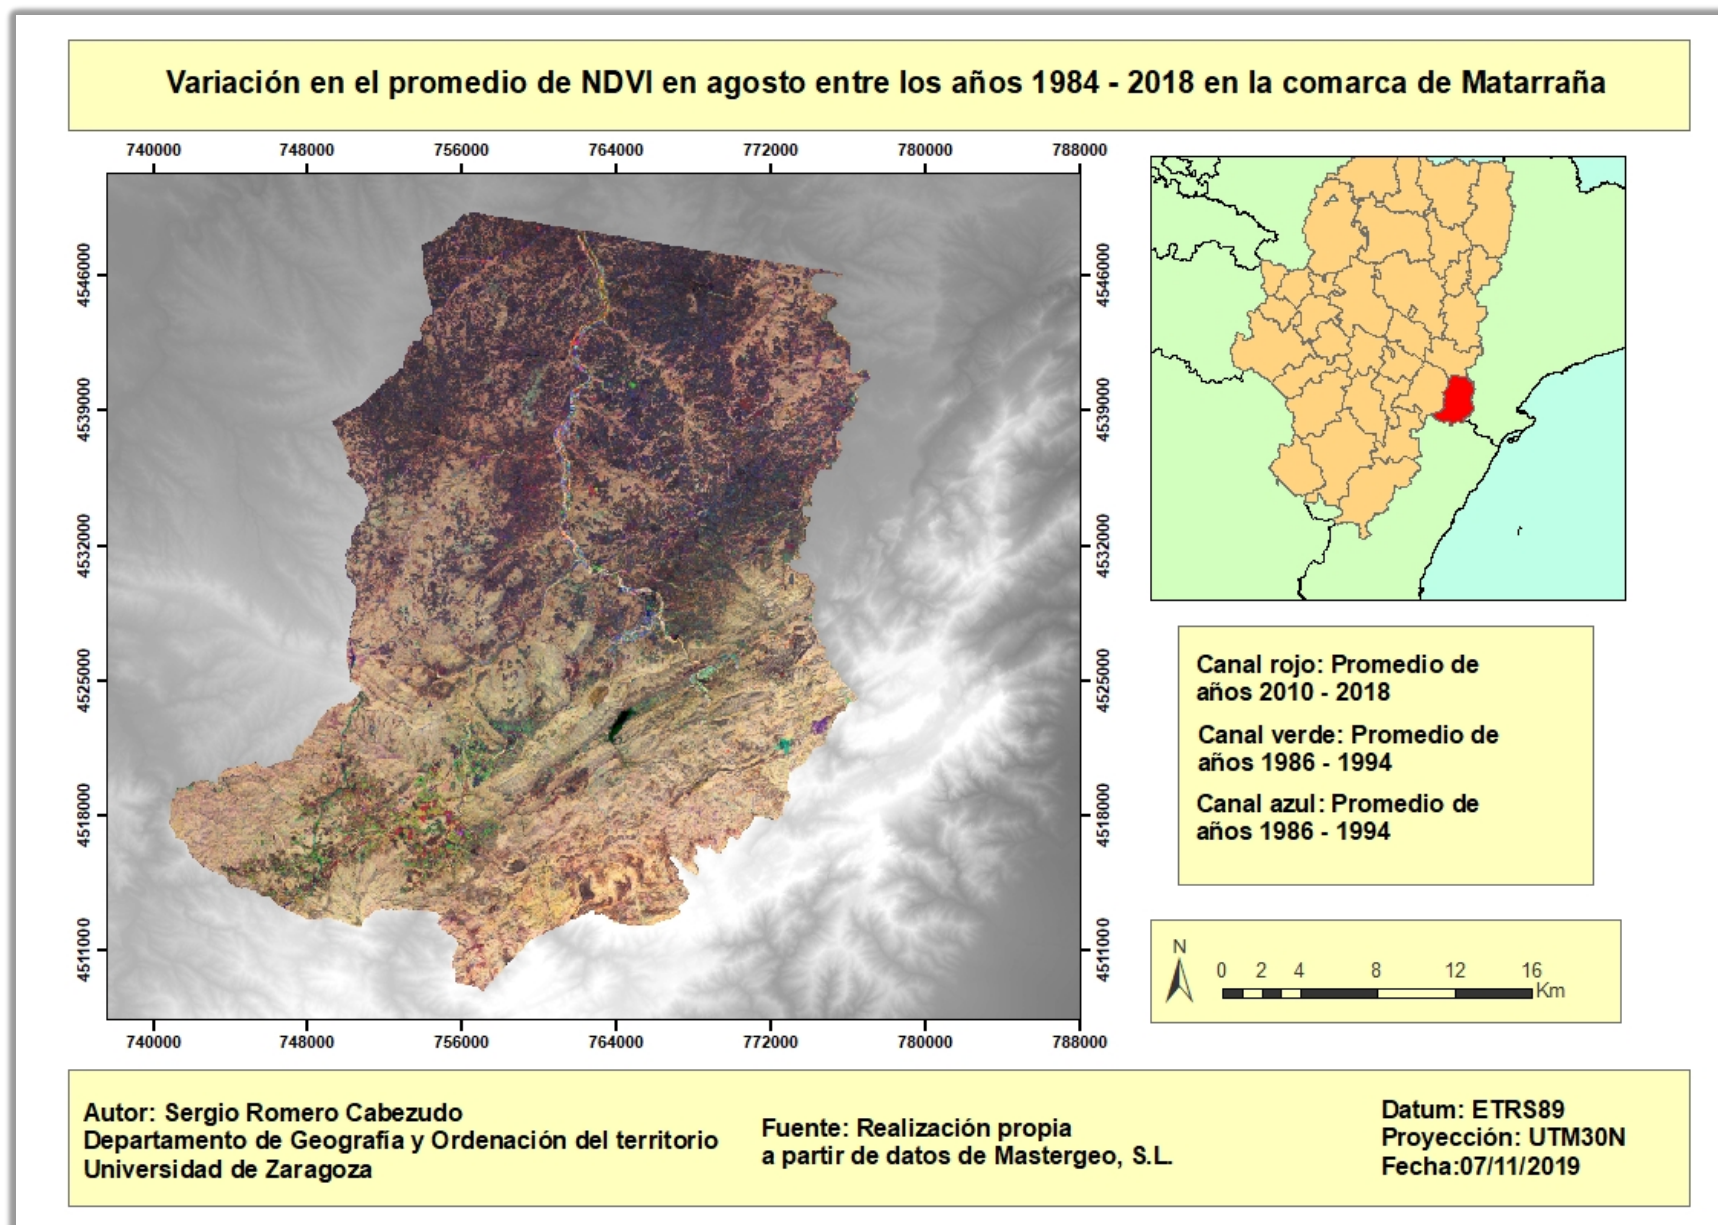 Variación en el promedio de NDVI en agosto entre los años 1984 - 2018 en la comarca de Matarraña
740000 748000 756000 764000 772000 780000 788000
4546000 4546000
4539000 4539000
4532000 4532000
4525000 4525000
4518000 4518000
4511000 4511000
740000 748000 756000 764000 772000 780000 788000
Canal rojo: Promedio de
años 2010 - 2018
Canal verde: Promedio de
años 1986 - 1994
Canal azul: Promedio de
años 1986 - 1994
N
0 2 4 8 12 16
Km
Autor: Sergio Romero Cabezudo
Departamento de Geografía y Ordenación del territorio
Universidad de Zaragoza
Fuente: Realización propia
a partir de datos de Mastergeo, S.L.
Datum: ETRS89
Proyección: UTM30N
Fecha:07/11/2019